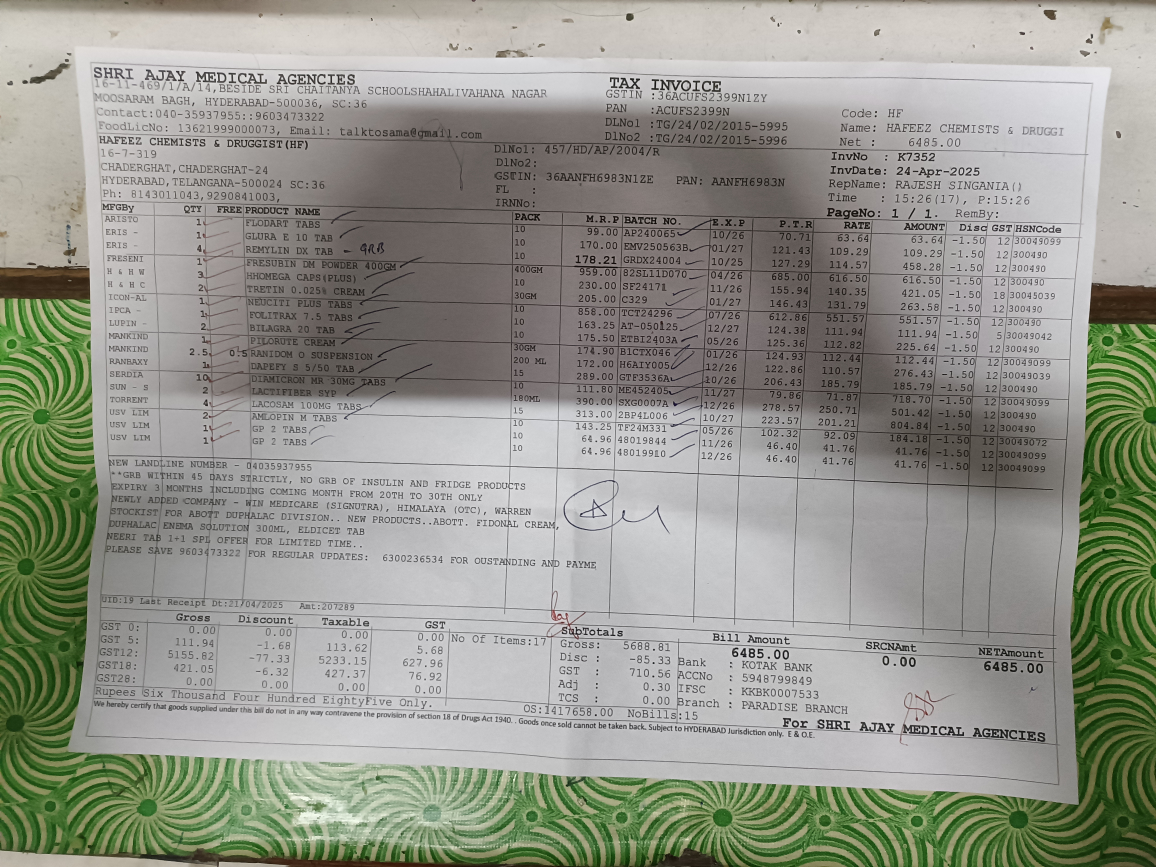 SHRI AJAY MEDICAL AGENCIES
16-11-469/1/A/14,BESIDE SRI CHAITANYA SCHOOLSHAHALIVAHANA NAGAR
MOOSARAM BAGH, HYDERABAD-500036, SC:36
Contact:040-35937955::9603473322
FoodLicNo: 13621999000073, Email: talktosama@gmail.com
TAX INVOICE
GSTIN :36ACUFS2399N1ZY
PAN :ACUFS2399N
DLNo1 :TG/24/02/2015-5995
DLNo2 :TG/24/02/2015-5996
Code: HF
Name: HAFEEZ CHEMISTS & DRUGGI
Net : 6485.00
HAFEEZ CHEMISTS & DRUGGIST(HF)
16-7-319
CHADERGHAT,CHADERGHAT-24
HYDERABAD,TELANGANA-500024 SC:36
Ph: 8143011043,9290841003,
DlNo1: 457/HD/AP/2004/R
DlNo2:
GSTIN: 36AANFH6983N1ZE PAN: AANFH6983N
FL :
IRNNo:
InvNo : K7352
InvDate: 24-Apr-2025
RepName: RAJESH SINGANIA()
Time : 15:26(17), P:15:26
PageNo: 1 / 1. RemBy:
MFGBy QTY FREE PRODUCT NAME PACK M.R.P BATCH NO. E.X.P P.T.R RATE AMOUNT Disc GST HSNCode
ARISTO 1 FLODART TABS 10 99.00 AP240065 10/26 70.71 63.64 63.64 -1.50 12 30049099
ERIS - 1 GLURA E 10 TAB 10 170.00 EMV250563B 01/27 121.43 109.29 109.29 -1.50 12 300490
ERIS - 4 REMYLIN DX TAB - GRB 10 178.21 GRDX24004 10/25 127.29 114.57 458.28 -1.50 12 300490
FRESENI 1 FRESUBIN DM POWDER 400GM 400GM 959.00 82SL11D070 04/26 685.00 616.50 616.50 -1.50 12 300490
H & H W 3 HHOMEGA CAPS(PLUS) 10 230.00 SF24171 11/26 155.94 140.35 421.05 -1.50 18 30045039
H & H C 2 TRETIN 0.025% CREAM 30GM 205.00 C329 01/27 146.43 131.79 263.58 -1.50 12 300490
ICON-AL 1 NEUCITI PLUS TABS 10 858.00 TCT24296 07/26 612.86 551.57 551.57 -1.50 12 300490
IPCA - 1 FOLITRAX 7.5 TABS 10 163.25 AT-050125 12/27 124.38 111.94 111.94 -1.50 5 30049042
LUPIN - 2 BILAGRA 20 TAB 10 175.50 ETBI2403A 05/26 125.36 112.82 225.64 -1.50 12 300490
MANKIND 1 PILORUTE CREAM 30GM 174.90 B1CTX046 01/26 124.93 112.44 112.44 -1.50 12 30049099
MANKIND 2.5 0.5 RANIDOM O SUSPENSION 200 ML 172.00 H6AIY005 12/26 122.86 110.57 276.43 -1.50 12 30049039
RANBAXY 1 DAPEFY S 5/50 TAB 15 289.00 GTF3536A 10/26 206.43 185.79 185.79 -1.50 12 300490
SERDIA 10 DIAMICRON MR 30MG TABS 10 111.80 ME452405 11/27 79.86 71.87 718.70 -1.50 12 30049099
SUN - S 2 LACTIFIBER SYP 180ML 390.00 SXG0007A 12/26 278.57 250.71 501.42 -1.50 12 300490
TORRENT 4 LACOSAM 100MG TABS 15 313.00 2BP4L006 10/27 223.57 201.21 804.84 -1.50 12 300490
USV LIM 2 AMLOPIN M TABS 10 143.25 TF24M331 05/26 102.32 92.09 184.18 -1.50 12 30049072
USV LIM 1 GP 2 TABS 10 64.96 48019844 11/26 46.40 41.76 41.76 -1.50 12 30049099
USV LIM 1 GP 2 TABS 10 64.96 48019910 12/26 46.40 41.76 41.76 -1.50 12 30049099
NEW LANDLINE NUMBER - 04035937955
**GRB WITHIN 45 DAYS STRICTLY, NO GRB OF INSULIN AND FRIDGE PRODUCTS
EXPIRY 3 MONTHS INCLUDING COMING MONTH FROM 20TH TO 30TH ONLY
NEWLY ADDED COMPANY - WIN MEDICARE (SIGNUTRA), HIMALAYA (OTC), WARREN
STOCKIST FOR ABOTT DUPHALAC DIVISION.. NEW PRODUCTS..ABOTT. FIDONAL CREAM,
DUPHALAC ENEMA SOLUTION 300ML, ELDICET TAB
NEERI TAB 1+1 SPL OFFER FOR LIMITED TIME..
PLEASE SAVE 9603473322 FOR REGULAR UPDATES: 6300236534 FOR OUSTANDING AND PAYME
UID:19 Last Receipt Dt:21/04/2025 Amt:207289
Gross Discount Taxable GST
GST 0: 0.00 0.00 0.00 0.00
GST 5: 111.94 -1.68 113.62 5.68
GST12: 5155.82 -77.33 5233.15 627.96
GST18: 421.05 -6.32 427.37 76.92
GST28: 0.00 0.00 0.00 0.00
No Of Items:17
SubTotals
Gross: 5688.81
Disc : -85.33
GST : 710.56
Adj : 0.30
TCS : 0.00
Bill Amount
6485.00
SRCNAmt
0.00
NETAmount
6485.00
Bank : KOTAK BANK
ACCNo : 5948799849
IFSC : KKBK0007533
Branch : PARADISE BRANCH
Rupees Six Thousand Four Hundred EightyFive Only.
OS:1417658.00 NoBills:15
We hereby certify that goods supplied under this bill do not in any way contravene the provision of section 18 of Drugs Act 1940. . Goods once sold cannot be taken back. Subject to HYDERABAD Jurisdiction only. E & O.E.
For SHRI AJAY MEDICAL AGENCIES